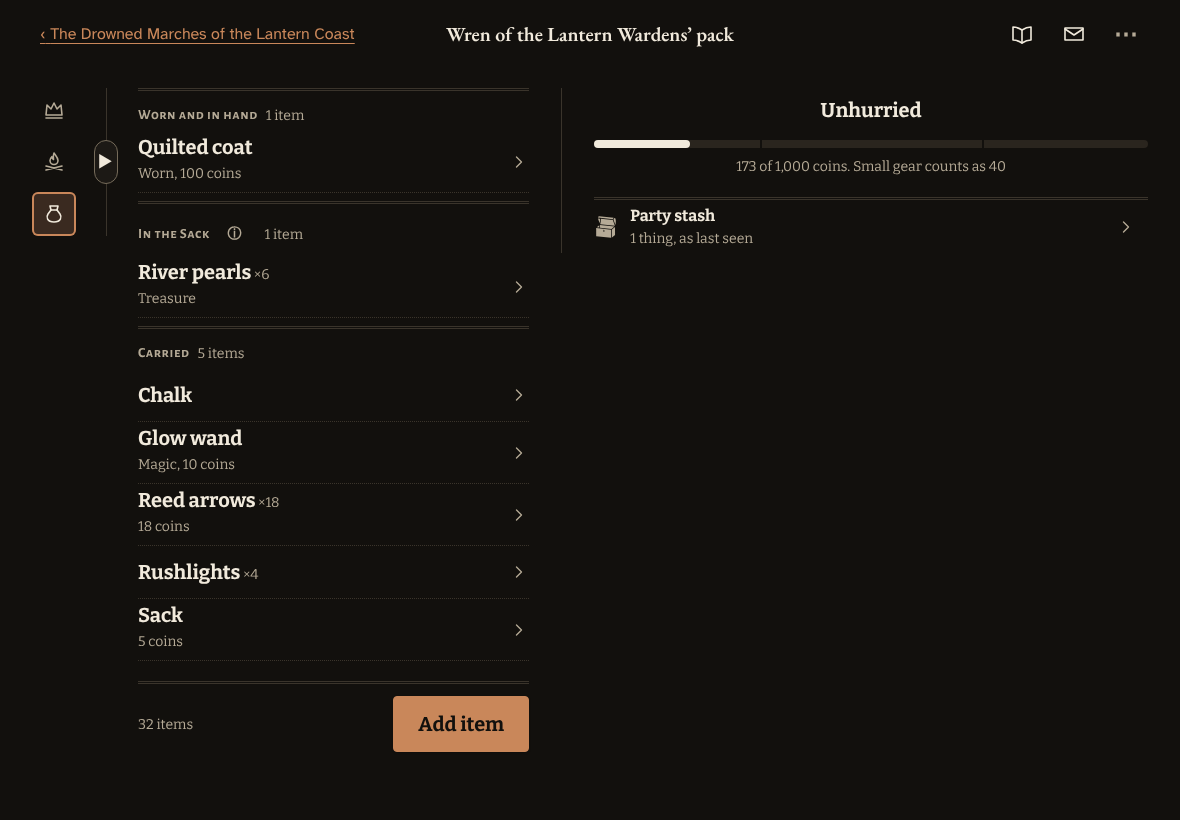 ‹ The Drowned Marches of the Lantern Coast
Wren of the Lantern Wardens’ pack
Worn and in hand 1 item
Quilted coat
Worn, 100 coins
In the Sack 1 item
River pearls ×6
Treasure
Carried 5 items
Chalk
Glow wand
Magic, 10 coins
Reed arrows ×18
18 coins
Rushlights ×4
Sack
5 coins
32 items
Add item
Unhurried
173 of 1,000 coins. Small gear counts as 40
Party stash
1 thing, as last seen